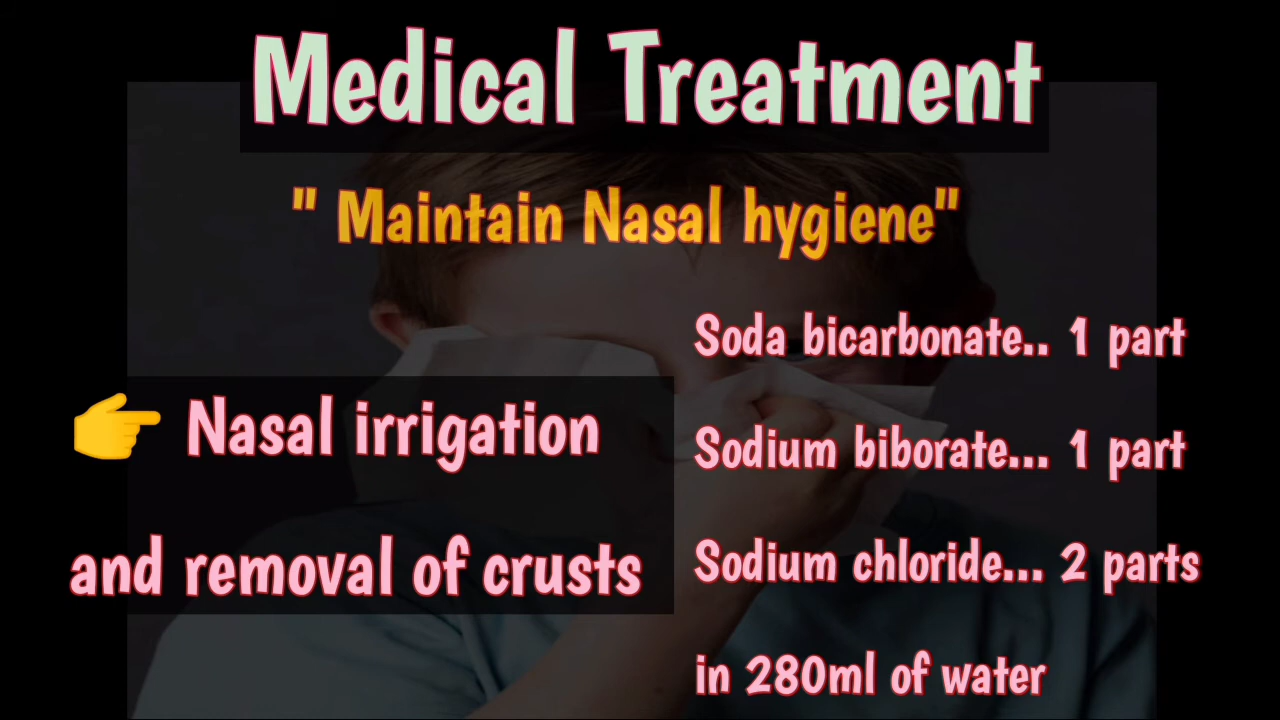 Medical Treatment
" Maintain Nasal hygiene"
👉 Nasal irrigation
and removal of crusts
Soda bicarbonate.. 1 part
Sodium biborate... 1 part
Sodium chloride... 2 parts
in 280ml of water